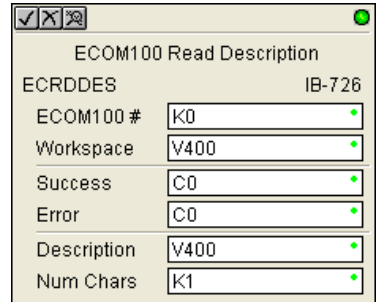 ECOM100 Read Description
ECRDDES IB-726
ECOM100 # K0
Workspace V400
Success C0
Error C0
Description V400
Num Chars K1